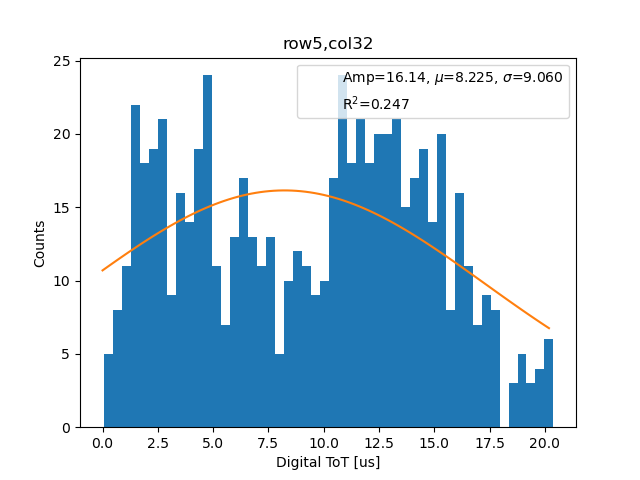 row5,col32
Amp=16.14, μ=8.225, σ=9.060
R²=0.247
25
20
15
10
5
0
Counts
0.0 2.5 5.0 7.5 10.0 12.5 15.0 17.5 20.0
Digital ToT [us]